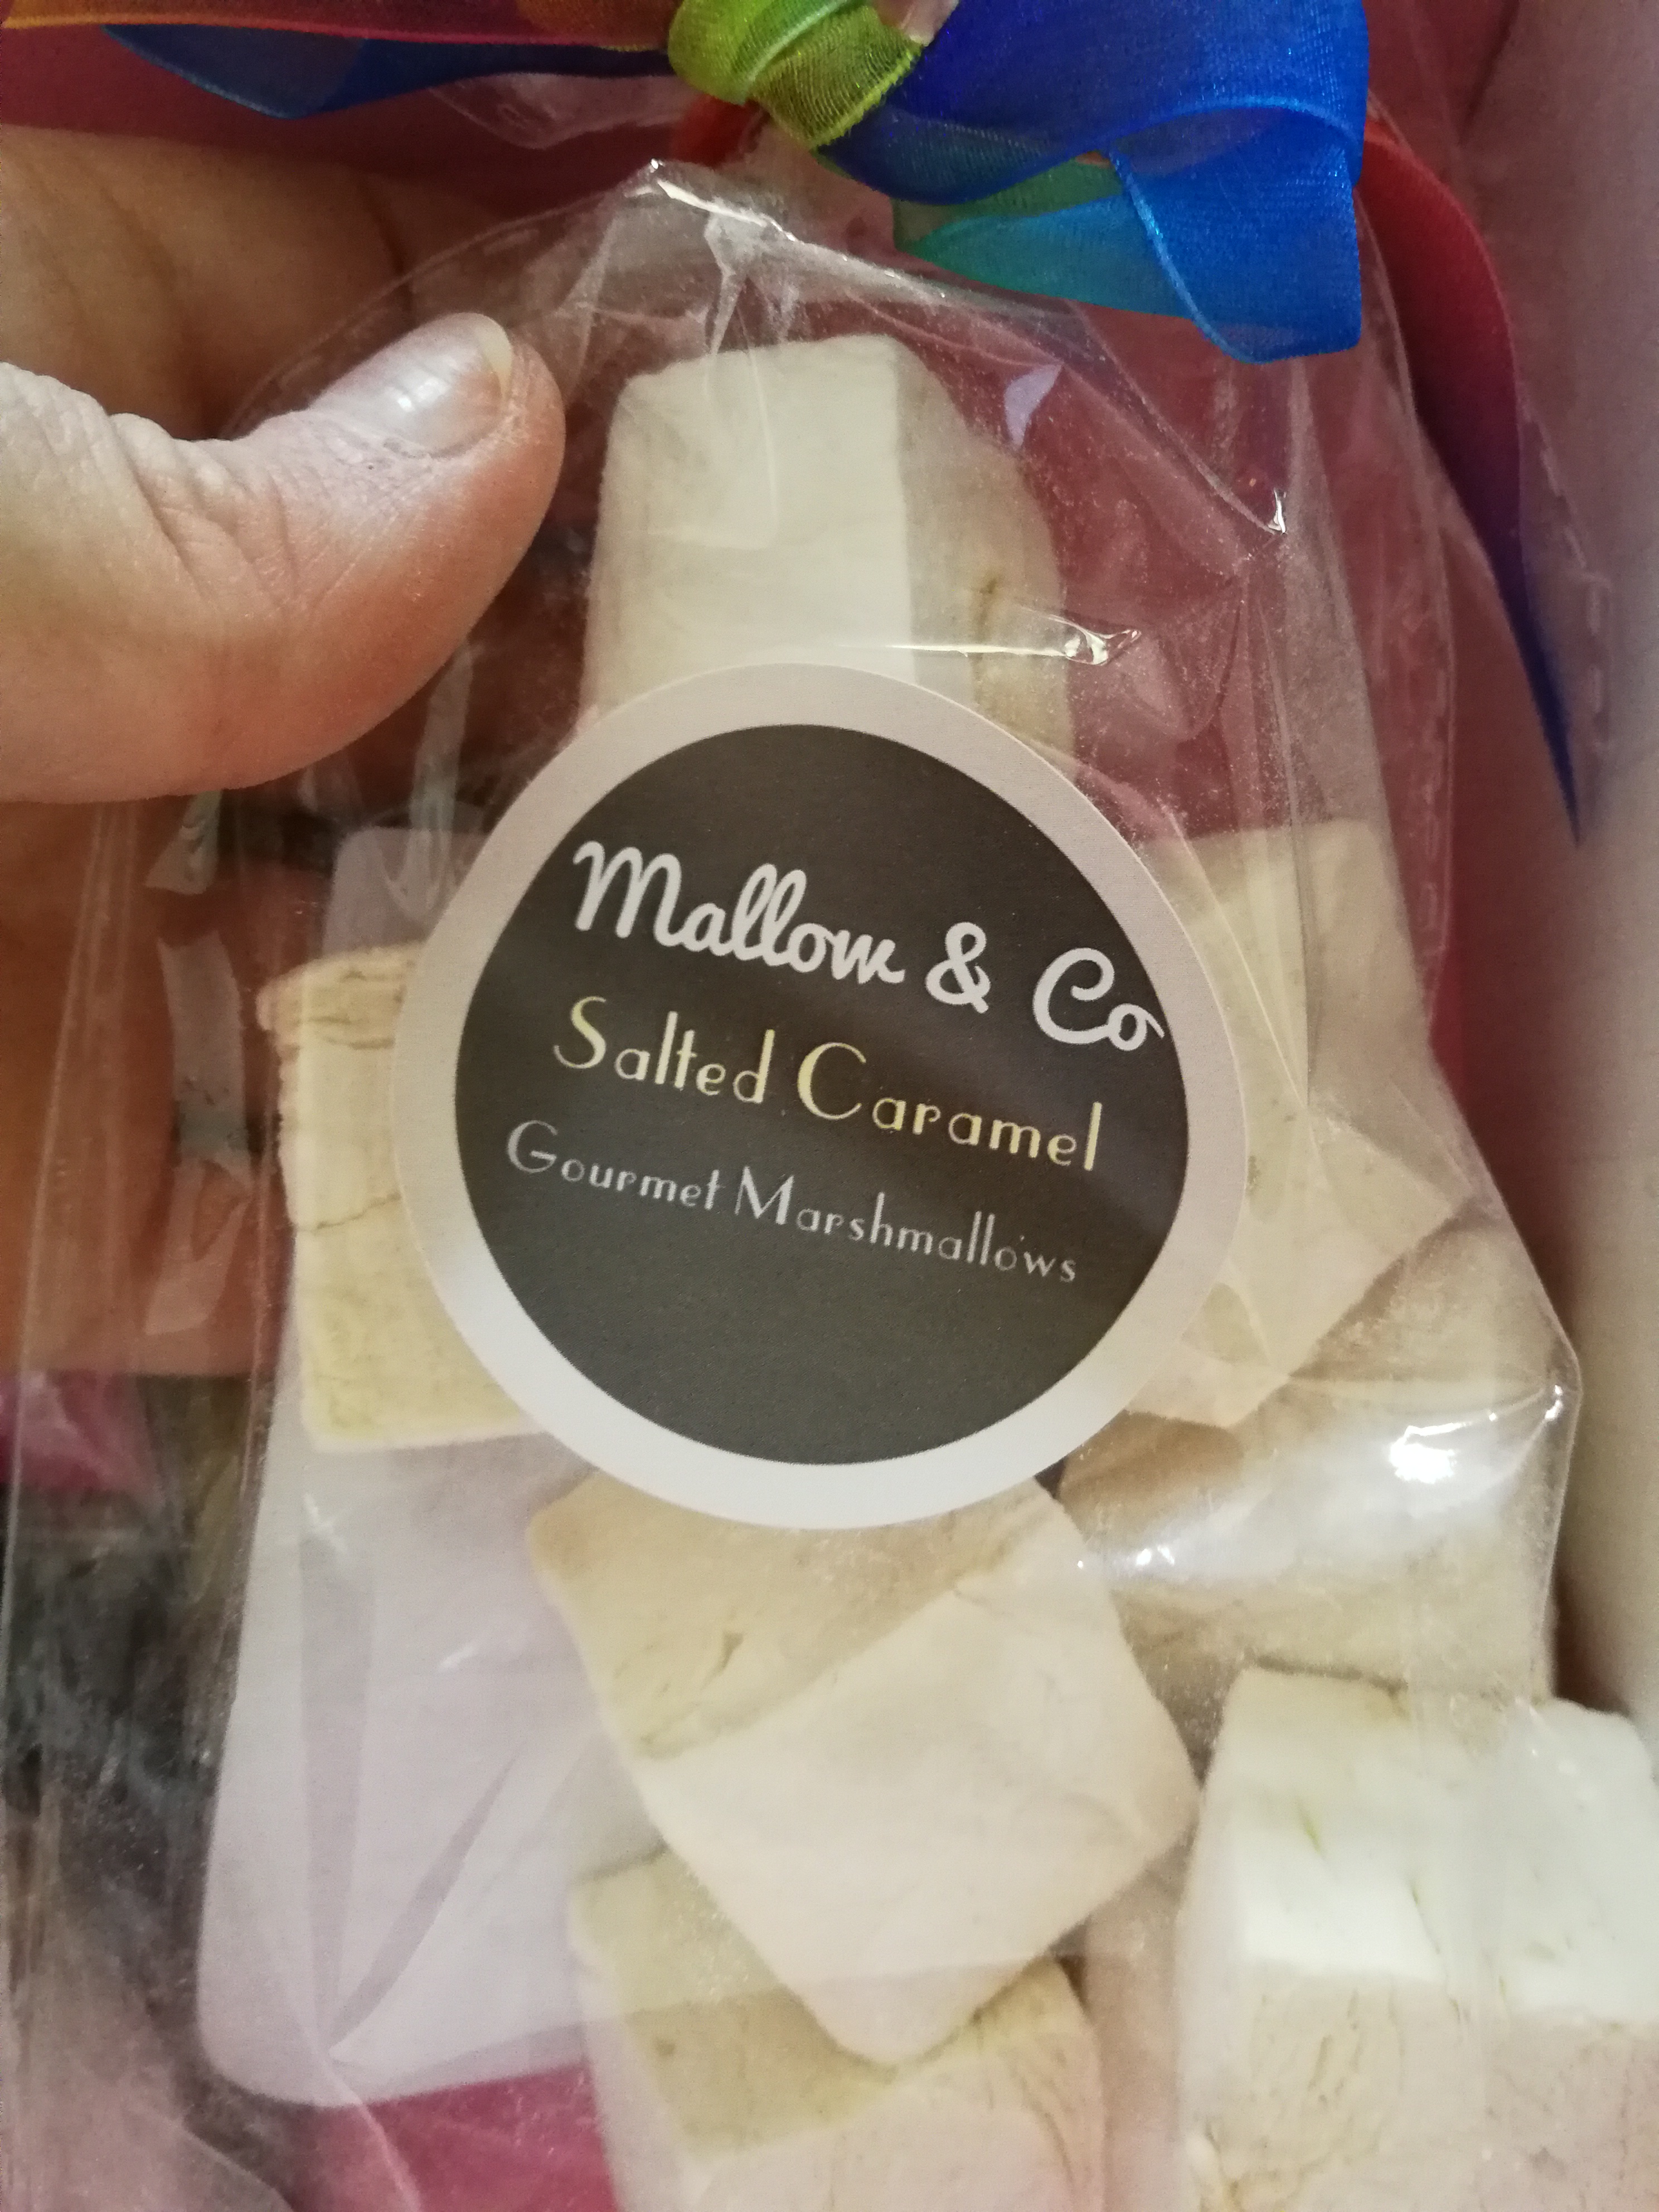 Mallow & Co
Salted Caramel
Gourmet Marshmallows